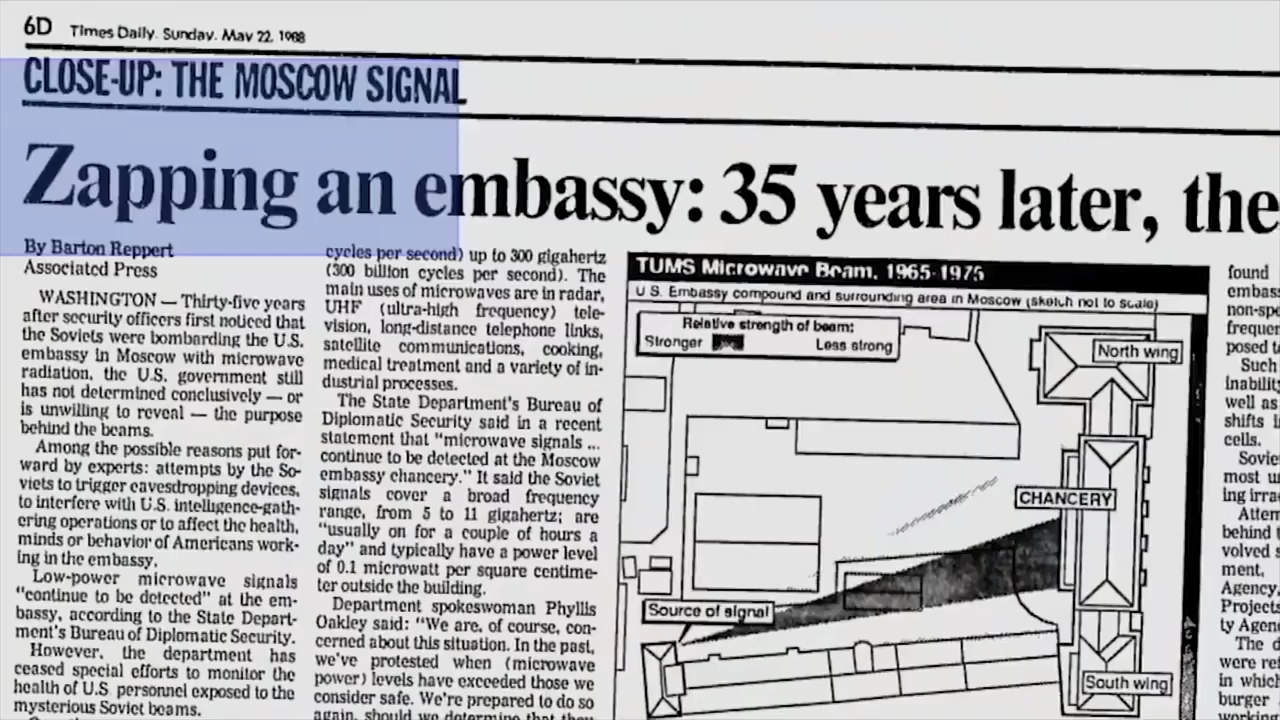 6D Times Daily. Sunday. May 22, 1988
CLOSE-UP: THE MOSCOW SIGNAL
Zapping an embassy: 35 years later, the
By Barton Reppert
Associated Press
WASHINGTON — Thirty-five years
after security officers first noticed that
the Soviets were bombarding the U.S.
embassy in Moscow with microwave
radiation, the U.S. government still
has not determined conclusively — or
is unwilling to reveal — the purpose
behind the beams.
Among the possible reasons put for-
ward by experts: attempts by the So-
viets to trigger eavesdropping devices,
to interfere with U.S. intelligence-gath-
ering operations or to affect the health,
minds or behavior of Americans work-
ing in the embassy.
Low-power microwave signals
"continue to be detected" at the em-
bassy, according to the State Depart-
ment's Bureau of Diplomatic Security.
However, the department has
ceased special efforts to monitor the
health of U.S. personnel exposed to the
mysterious Soviet beams.
cycles per second) up to 300 gigahertz
(300 billion cycles per second). The
main uses of microwaves are in radar,
UHF (ultra-high frequency) tele-
vision, long-distance telephone links,
satellite communications, cooking,
medical treatment and a variety of in-
dustrial processes.
The State Department's Bureau of
Diplomatic Security said in a recent
statement that "microwave signals ...
continue to be detected at the Moscow
embassy chancery." It said the Soviet
signals cover a broad frequency
range, from 5 to 11 gigahertz; are
"usually on for a couple of hours a
day" and typically have a power level
of 0.1 microwatt per square centime-
ter outside the building.
Department spokeswoman Phyllis
Oakley said: "We are, of course, con-
cerned about this situation. In the past,
we've protested when (microwave
power) levels have exceeded those we
consider safe. We're prepared to do so
again, should we determine that they
TUMS Microwave Beam, 1965-1975
U.S. Embassy compound and surrounding area in Moscow (sketch not to scale)
Relative strength of beam:
Stronger Less strong
North wing
CHANCERY
Source of signal
South wing
found
embas
non-spe
frequen
posed to
Such
inability
well as
shifts i
cells.
Soviet
most un
ing irra
Attem
behind t
volved s
ment,
Agency,
Project
ty Agen
The d
were re
in which
burger
working